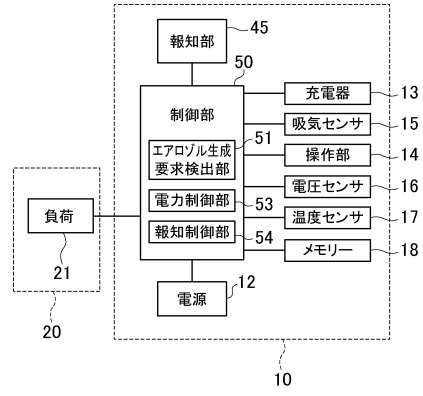 報知部
45
50
制御部
充電器
13
吸気センサ
15
エアロゾル生成
要求検出部
51
操作部
14
電圧センサ
16
負荷
21
電力制御部
53
温度センサ
17
報知制御部
54
メモリー
18
電源
12
20
10